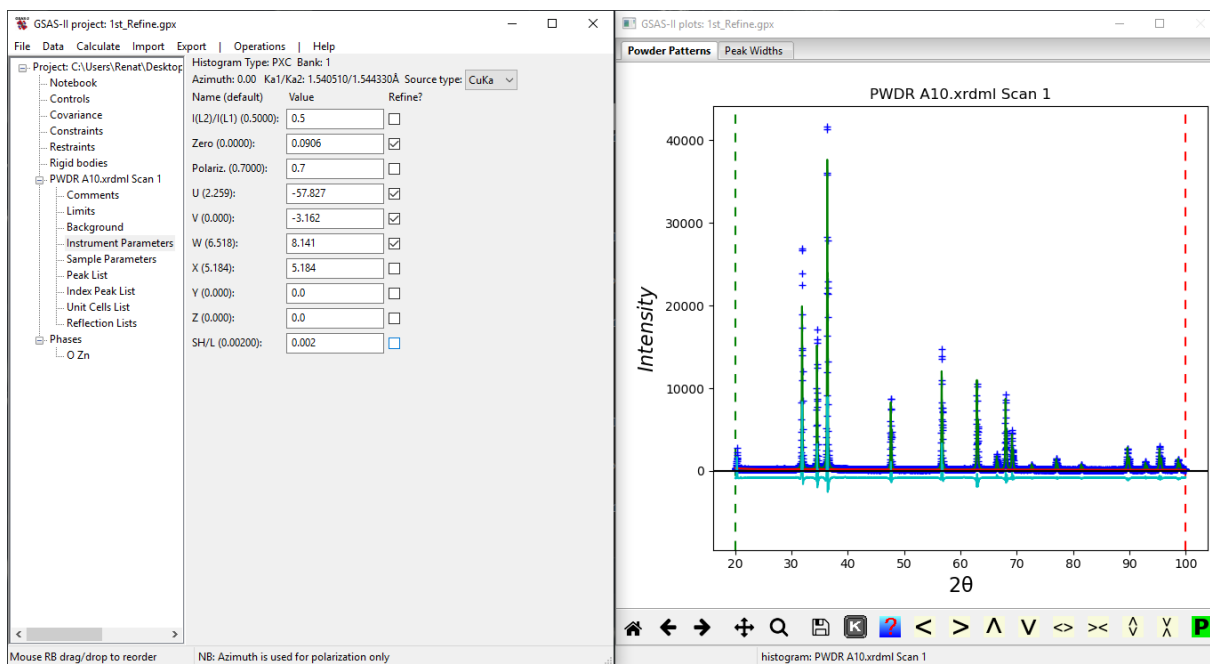 GSAS-II project: 1st_Refine.gpx
File Data Calculate Import Export | Operations | Help
Project: C:\Users\Renat\Desktop
Notebook
Controls
Covariance
Constraints
Restraints
Rigid bodies
PWDR A10.xrdml Scan 1
Comments
Limits
Background
Instrument Parameters
Sample Parameters
Peak List
Index Peak List
Unit Cells List
Reflection Lists
Phases
O Zn
Histogram Type: PXC Bank: 1
Azimuth: 0.00 Ka1/Ka2: 1.540510/1.544330Å Source type: CuKa
Name (default) Value Refine?
I(L2)/I(L1) (0.5000): 0.5
Zero (0.0000): 0.0906
Polariz. (0.7000): 0.7
U (2.259): -57.827
V (0.000): -3.162
W (6.518): 8.141
X (5.184): 5.184
Y (0.000): 0.0
Z (0.000): 0.0
SH/L (0.00200): 0.002
Mouse RB drag/drop to reorder NB: Azimuth is used for polarization only
GSAS-II plots: 1st_Refine.gpx
Powder Patterns Peak Widths
PWDR A10.xrdml Scan 1
40000
30000
20000
10000
0
Intensity
20 30 40 50 60 70 80 90 100
2θ
K ? < > Λ V <> >< P
histogram: PWDR A10.xrdml Scan 1